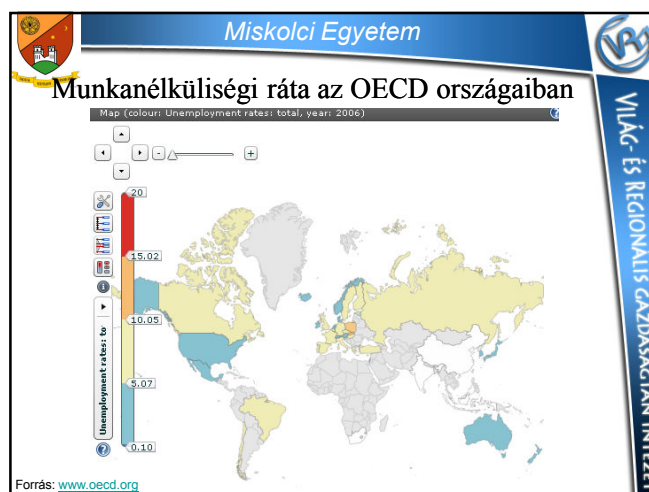 Miskolci Egyetem
Munkanélküliségi ráta az OECD országaiban
Map (colour: Unemployment rates: total, year: 2006)
20
15.02
10.05
5.07
0.10
Unemployment rates: to
VILÁG- ÉS REGIONÁLIS GAZDASÁGTAN INTÉZET
Forrás: www.oecd.org